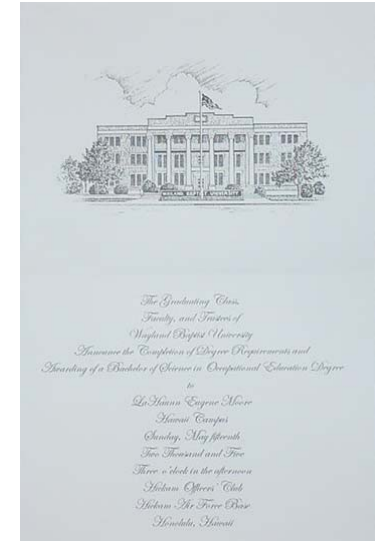 The Graduating Class,
Faculty, and Trustees of
Wayland Baptist University
Announce the Completion of Degree Requirements and
Awarding of a Bachelor of Science in Occupational Education Degree
to
Eugene Moore
Hawaii Campus
Sunday, May fifteenth
Two Thousand and Five
Three o'clock in the afternoon
Hickam Officers' Club
Hickam Air Force Base
Honolulu, Hawaii